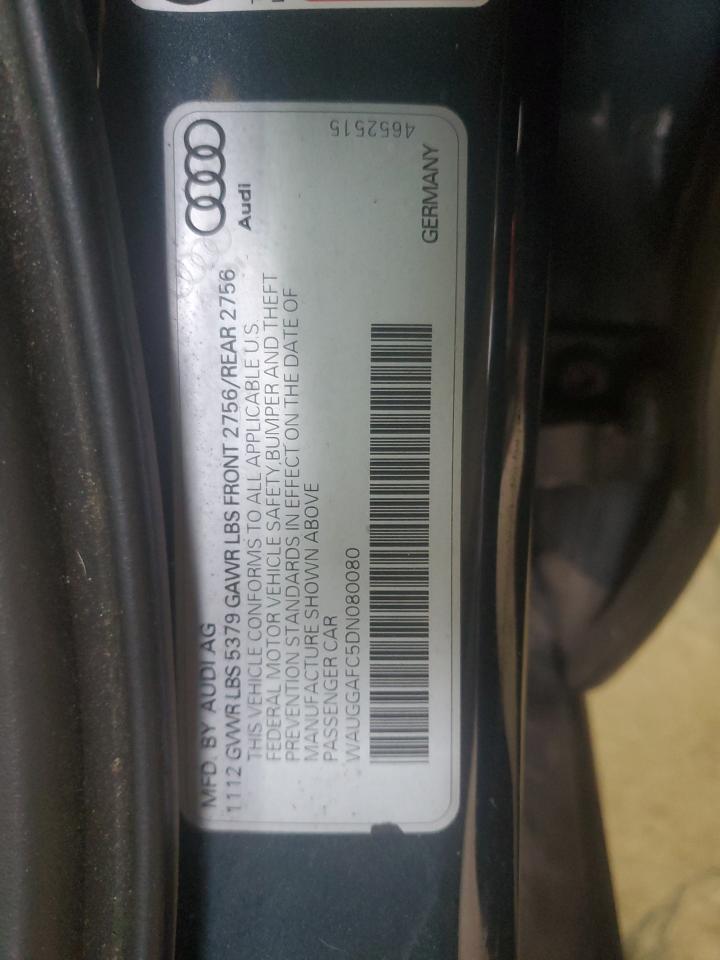 MFD. BY AUDI AG
1112 GVWR LBS 5379 GAWR LBS FRONT 2756/REAR 2756
THIS VEHICLE CONFORMS TO ALL APPLICABLE U.S.
FEDERAL MOTOR VEHICLE SAFETY,BUMPER AND THEFT
PREVENTION STANDARDS IN EFFECT ON THE DATE OF
MANUFACTURE SHOWN ABOVE
PASSENGER CAR
WAUGGAFC5DN080080
Audi
GERMANY
4652515